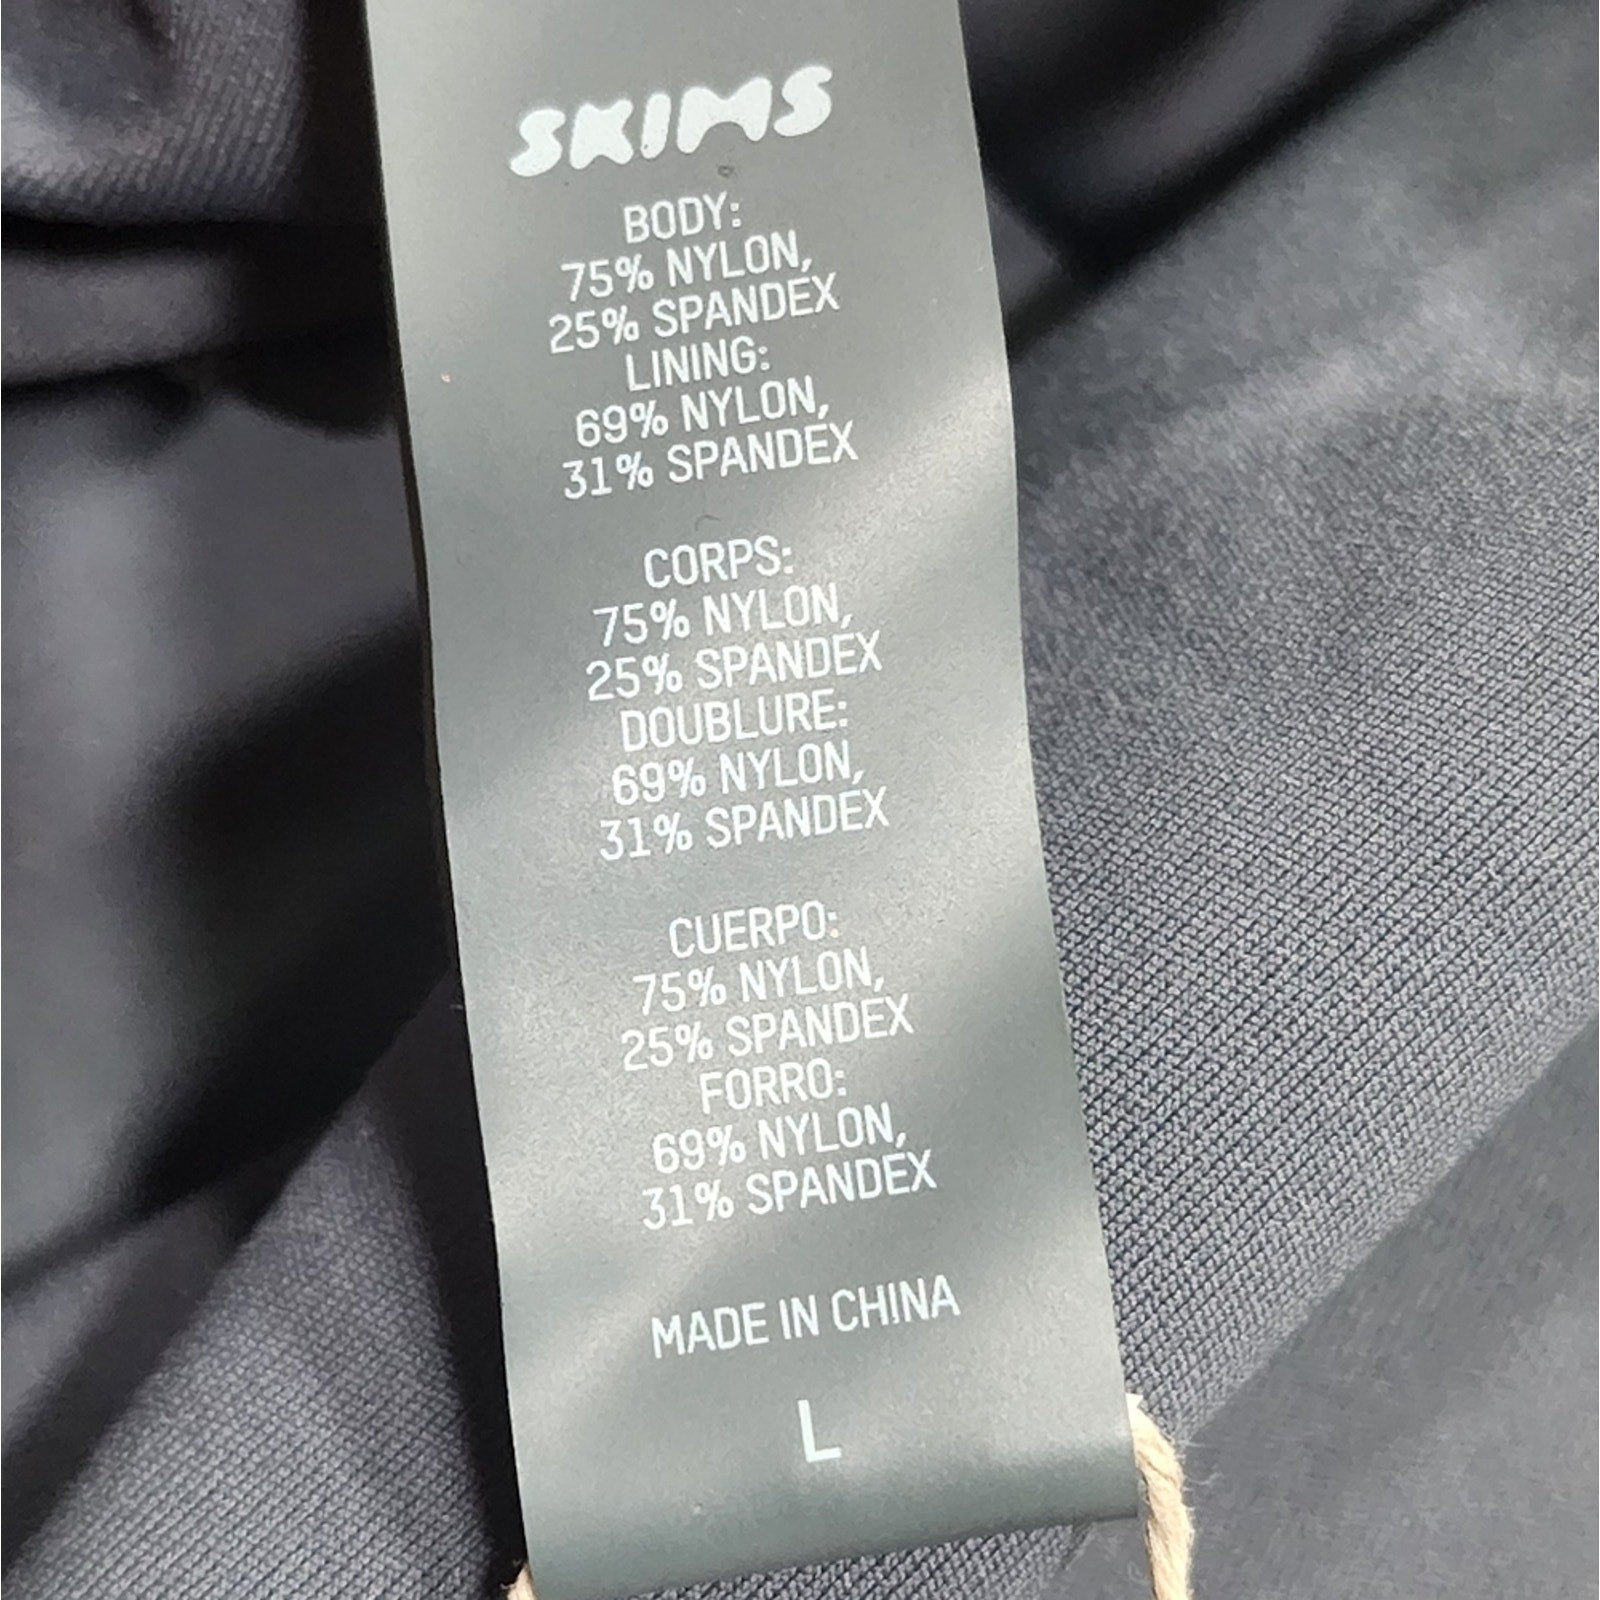 SKIMS
BODY:
75% NYLON,
25% SPANDEX
LINING:
69% NYLON,
31% SPANDEX
CORPS:
75% NYLON,
25% SPANDEX
DOUBLURE:
69% NYLON,
31% SPANDEX
CUERPO:
75% NYLON,
25% SPANDEX
FORRO:
69% NYLON,
31% SPANDEX
MADE IN CHINA
L